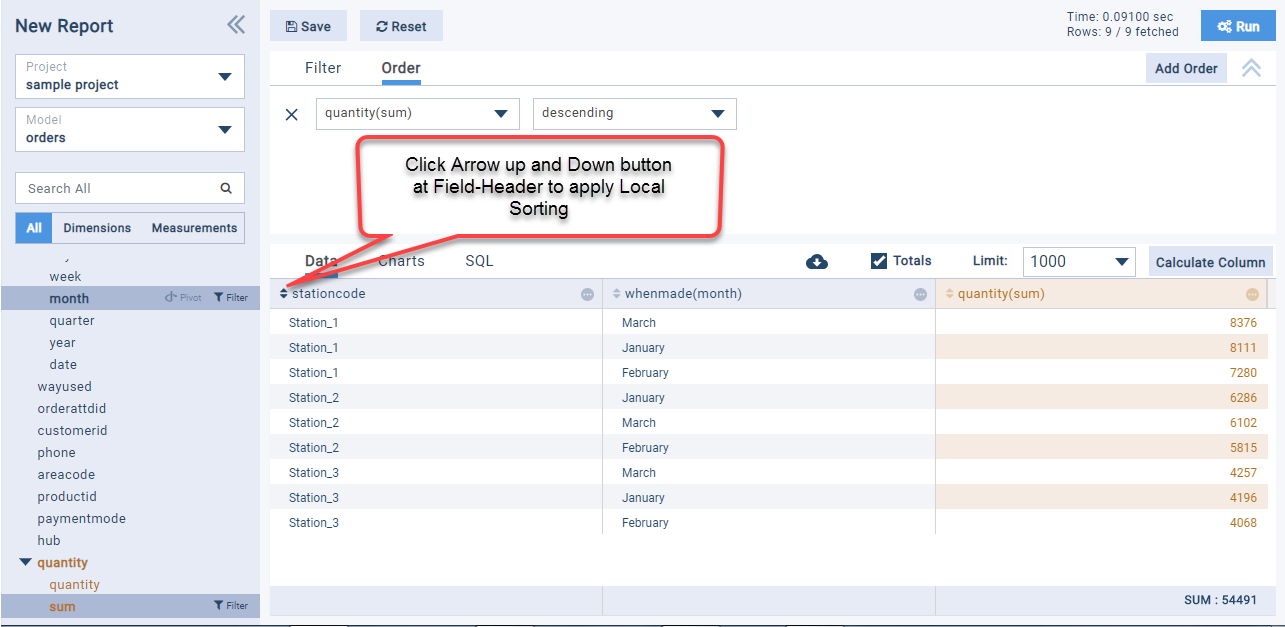 New Report
Project
sample project
Model
orders
Search All
All Dimensions Measurements
week
month Pivot Filter
quarter
year
date
wayused
orderattdid
customerid
phone
areacode
productid
paymentmode
hub
quantity
quantity
sum Filter
Save Reset
Time: 0.09100 sec
Rows: 9 / 9 fetched
Run
Filter Order
Add Order
quantity(sum) descending
Click Arrow up and Down button
at Field-Header to apply Local
Sorting
Data Charts SQL
Totals Limit: 1000 Calculate Column
stationcode whenmade(month) quantity(sum)
Station_1 March 8376
Station_1 January 8111
Station_1 February 7280
Station_2 January 6286
Station_2 March 6102
Station_2 February 5815
Station_3 March 4257
Station_3 January 4196
Station_3 February 4068
SUM : 54491